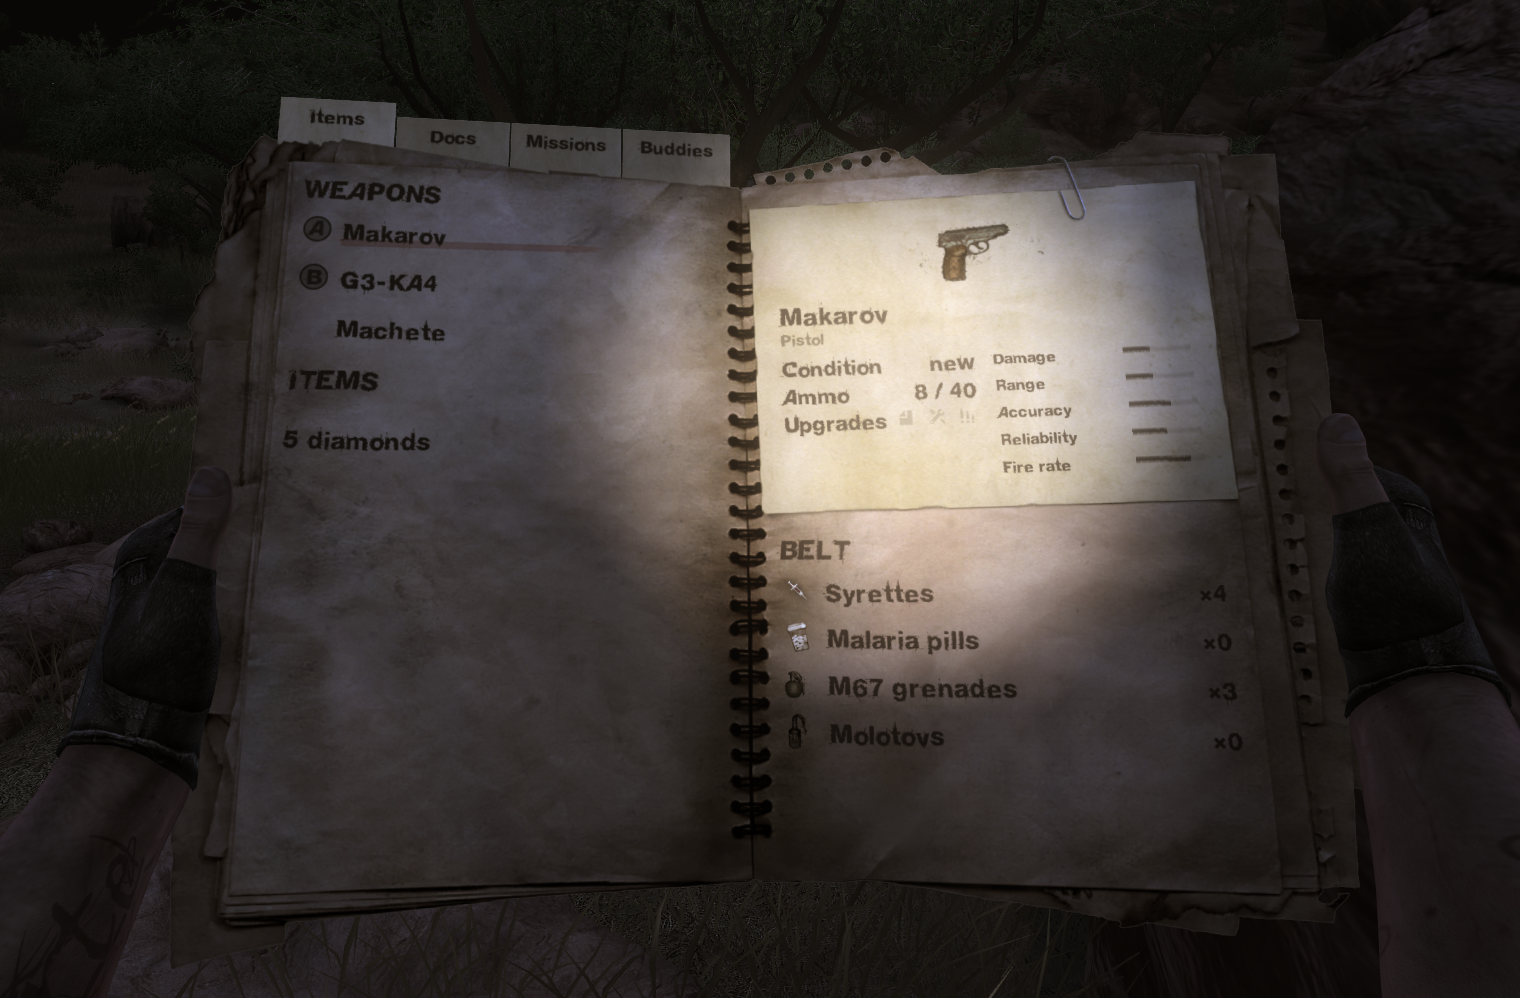 Items
Docs
Missions
Buddies
WEAPONS
A Makarov
B G3-KA4
Machete
ITEMS
5 diamonds
Makarov
Pistol
Condition new
Ammo 8 / 40
Upgrades
Damage
Range
Accuracy
Reliability
Fire rate
BELT
Syrettes ×4
Malaria pills ×0
M67 grenades ×3
Molotovs ×0